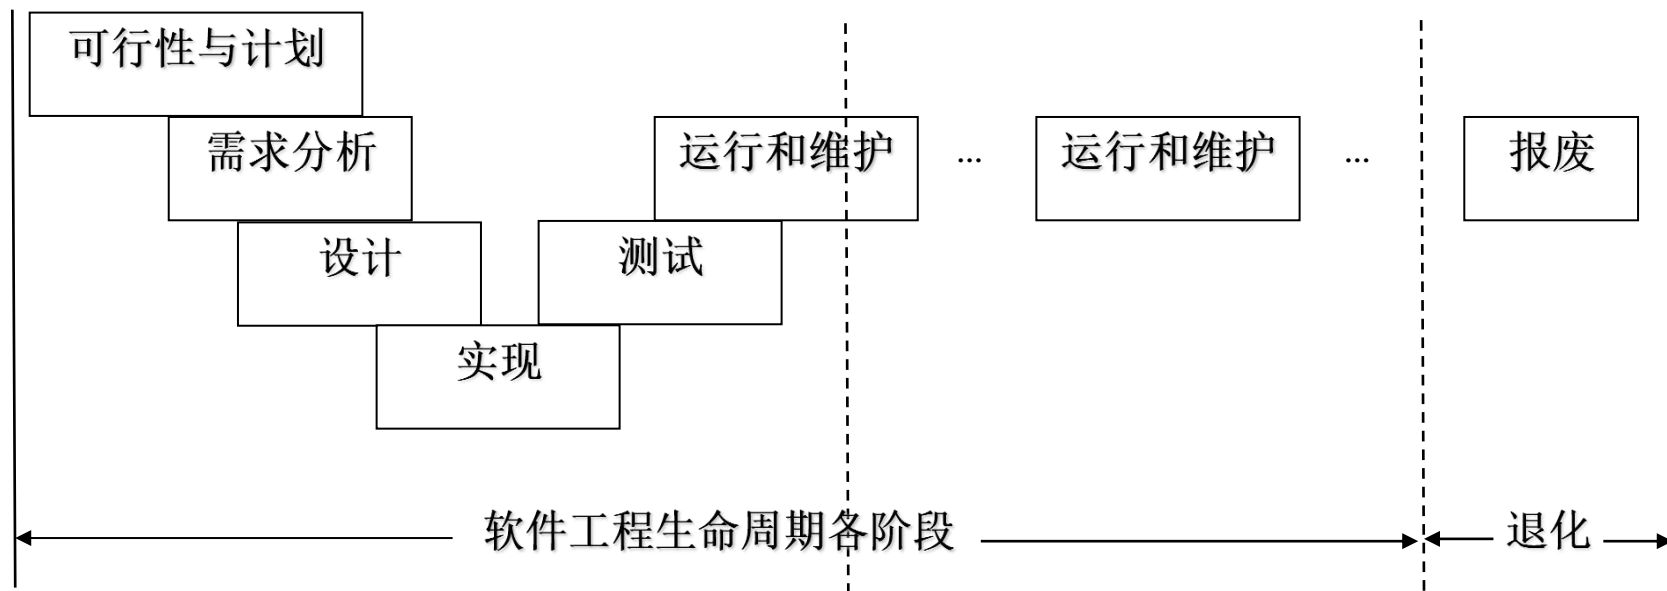 可行性与计划
需求分析
运行和维护
...
运行和维护
...
报废
设计
测试
实现
软件工程生命周期各阶段
退化